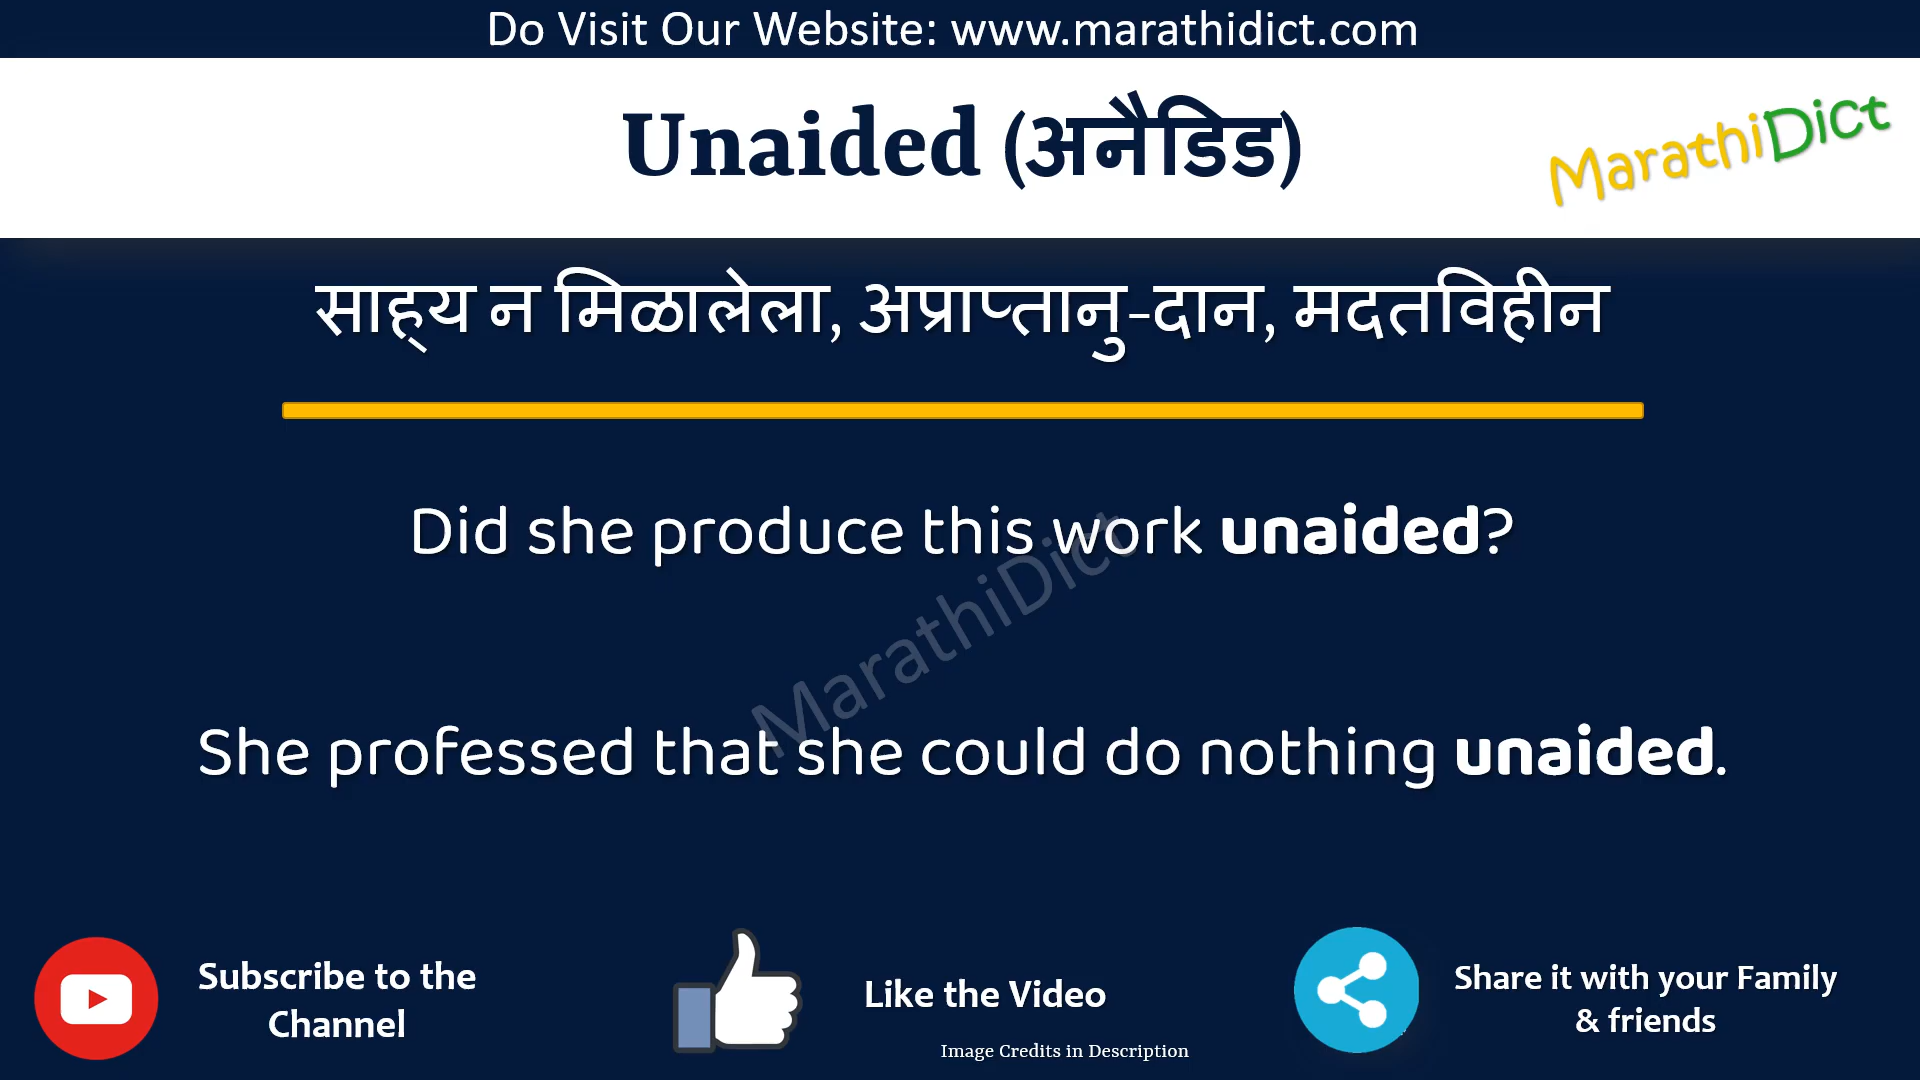 Do Visit Our Website: www.marathidict.com
Unaided (अनैडिड)
MarathiDict
साह्‌य न मिळालेला, अप्राप्तानु-दान, मदतविहीन
Did she produce this work unaided?
MarathiDict
She professed that she could do nothing unaided.
Subscribe to the
Channel
Like the Video
Share it with your Family
& friends
Image Credits in Description